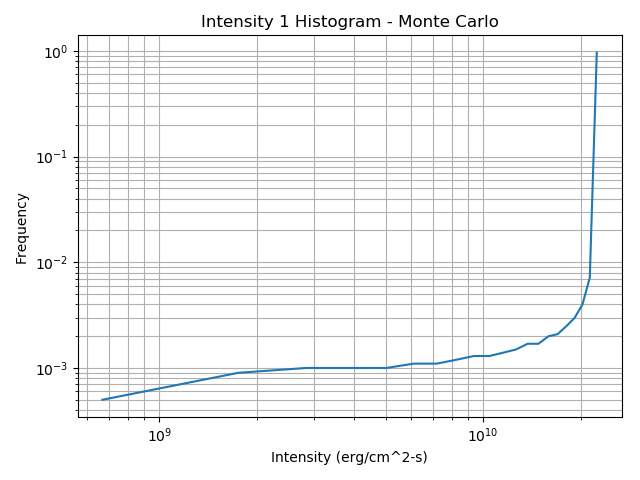 Intensity 1 Histogram - Monte Carlo
10^0
10^-1
10^-2
10^-3
Frequency
10^9
10^10
Intensity (erg/cm^2-s)